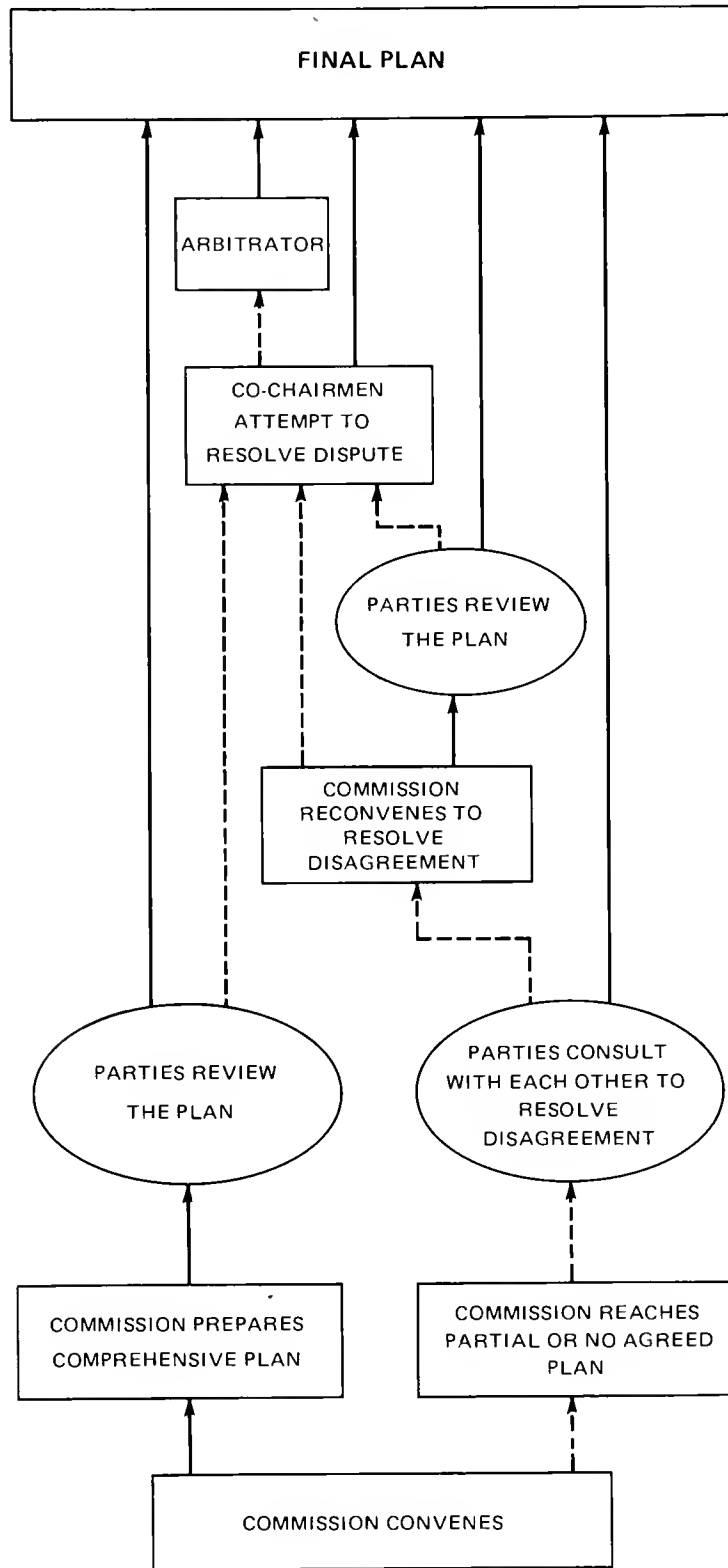 FINAL PLAN
ARBITRATOR
CO-CHAIRMEN
ATTEMPT TO
RESOLVE DISPUTE
PARTIES REVIEW
THE PLAN
COMMISSION
RECONVENES TO
RESOLVE
DISAGREEMENT
PARTIES REVIEW
THE PLAN
PARTIES CONSULT
WITH EACH OTHER TO
RESOLVE
DISAGREEMENT
COMMISSION PREPARES
COMPREHENSIVE PLAN
COMMISSION REACHES
PARTIAL OR NO AGREED
PLAN
COMMISSION CONVENES